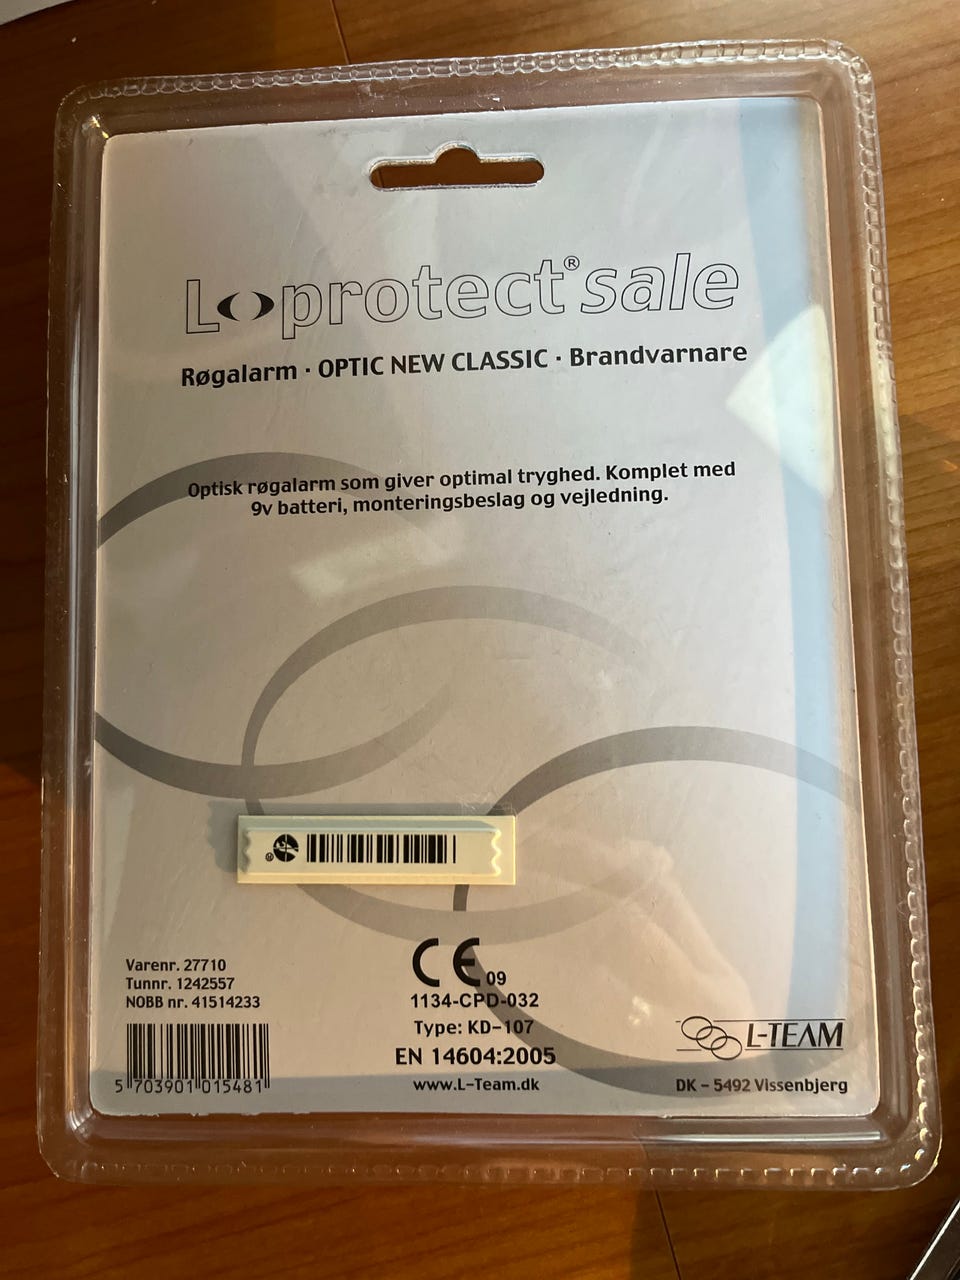 L protect® sale
Røgalarm · OPTIC NEW CLASSIC · Brandvarnare
Optisk røgalarm som giver optimal tryghed. Komplet med
9v batteri, monteringsbeslag og vejledning.
®
Varenr. 27710
Tunnr. 1242557
NOBB nr. 41514233
5 703901 015481
CE 09
1134-CPD-032
Type: KD-107
EN 14604:2005
www.L-Team.dk
L-TEAM
DK - 5492 Vissenbjerg